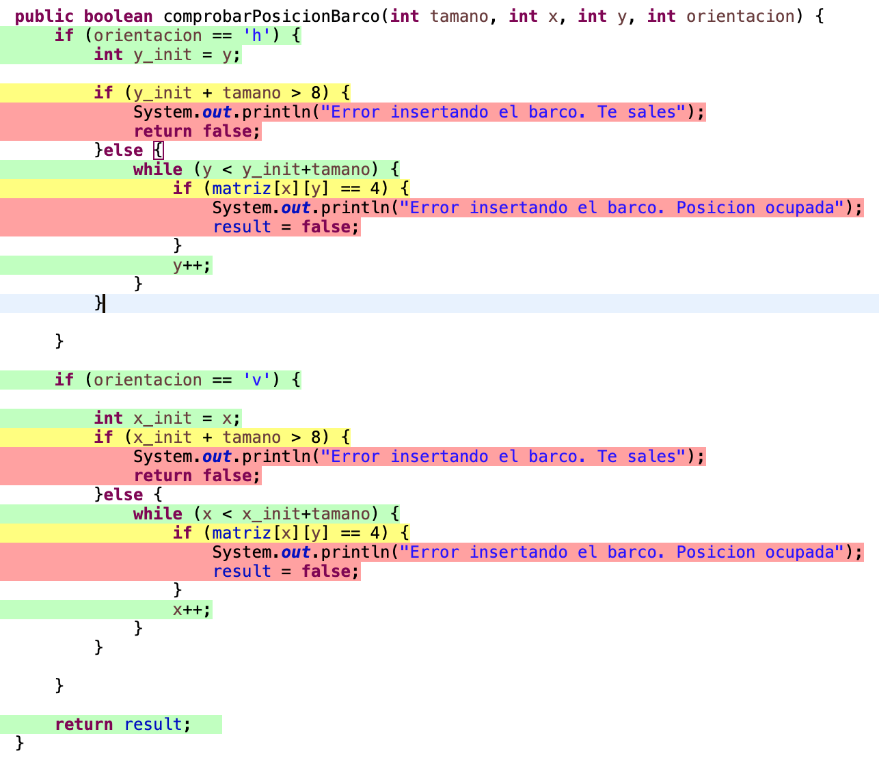 public boolean comprobarPosicionBarco(int tamano, int x, int y, int orientacion) {
    if (orientacion == 'h') {
        int y_init = y;

        if (y_init + tamano > 8) {
            System.out.println("Error insertando el barco. Te sales");
            return false;
        }else {
            while (y < y_init+tamano) {
                if (matriz[x][y] == 4) {
                    System.out.println("Error insertando el barco. Posicion ocupada");
                    result = false;
                }
                y++;
            }
        }

    }

    if (orientacion == 'v') {

        int x_init = x;
        if (x_init + tamano > 8) {
            System.out.println("Error insertando el barco. Te sales");
            return false;
        }else {
            while (x < x_init+tamano) {
                if (matriz[x][y] == 4) {
                    System.out.println("Error insertando el barco. Posicion ocupada");
                    result = false;
                }
                x++;
            }
        }

    }

    return result;
}